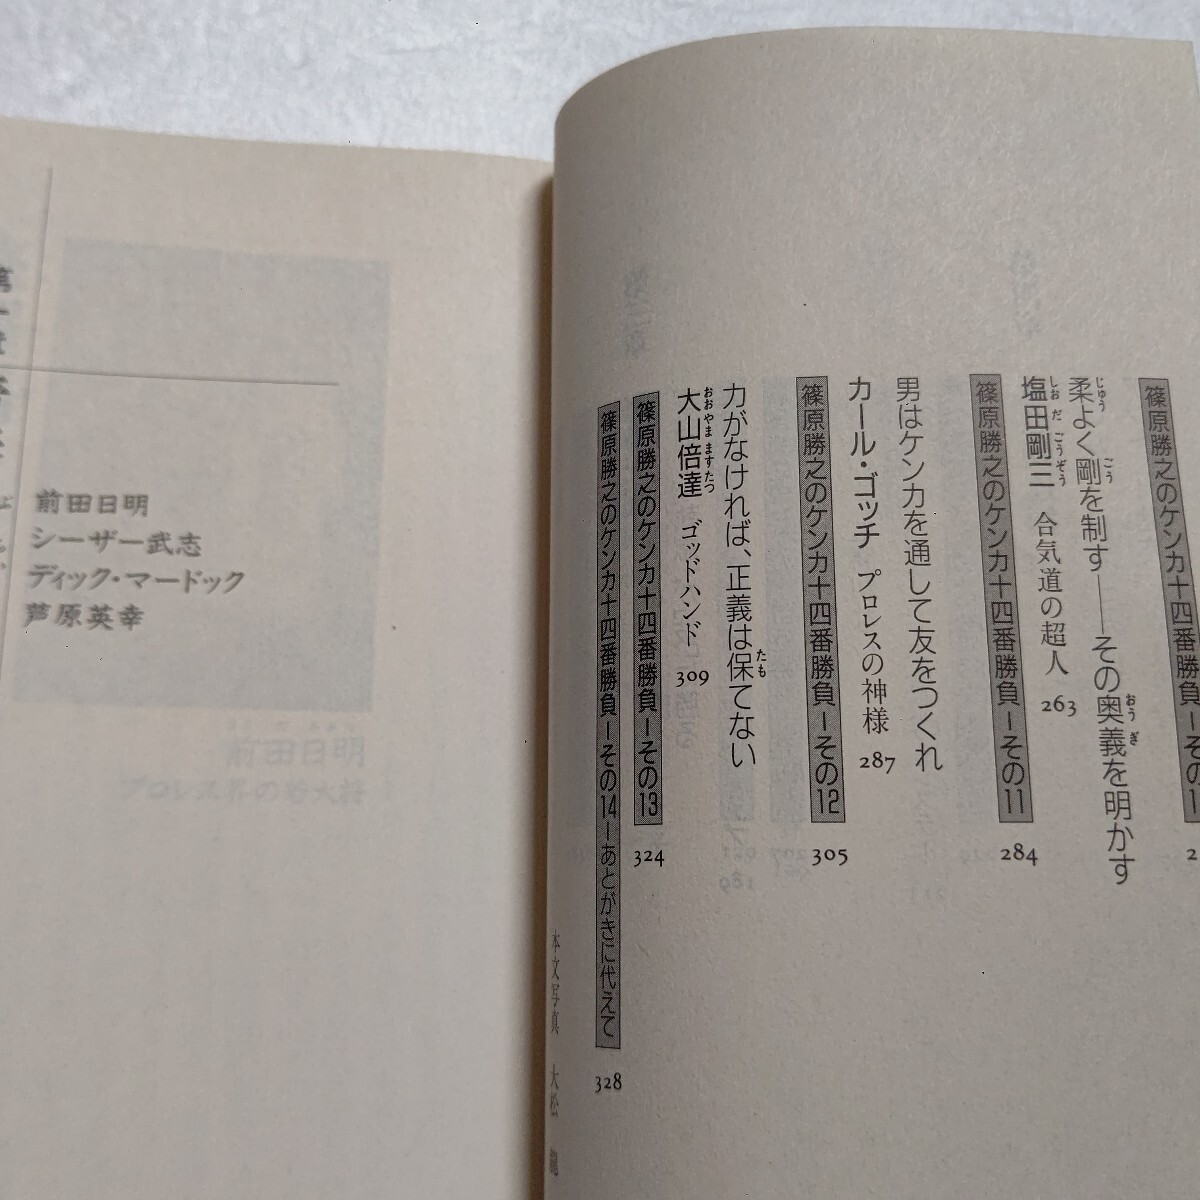 篠原勝之のケンカ十四番勝負ーその1
柔よく剛を制す——その奥義を明かす
塩田剛三 合気道の超人 263
篠原勝之のケンカ十四番勝負ーその11 284
男はケンカを通して友をつくれ
カール・ゴッチ プロレスの神様 287
篠原勝之のケンカ十四番勝負ーその12 305
力がなければ、正義は保てない
大山倍達 ゴッドハンド 309
篠原勝之のケンカ十四番勝負ーその13 324
篠原勝之のケンカ十四番勝負ーその14ーあとがきに代えて 328
本文写真 大松
前田日明
シーザー武志
ディック・マードック
芦原英幸